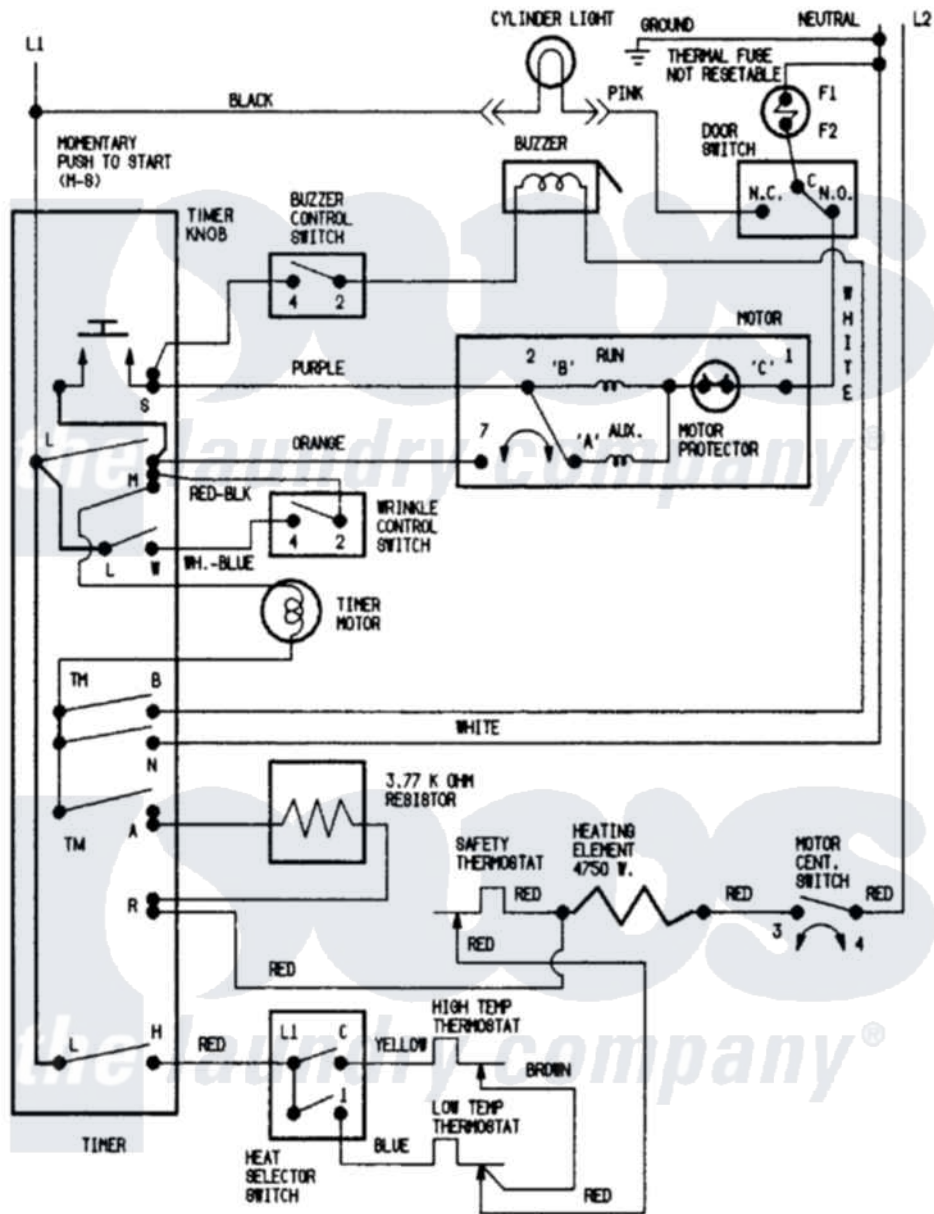 CYLINDER LIGHT
NEUTRAL
L2
GROUND
L1
THERMAL FUSE
NOT RESETABLE
F1
PINK
BLACK
F2
DOOR
SWITCH
BUZZER
MOMENTARY
PUSH TO START
(M-S)
C
N.C.
N.O.
BUZZER
CONTROL
SWITCH
TIMER
KNOB
4
2
WHITE
MOTOR
2
RUN
1
PURPLE
'B'
'C'
S
7
AUX.
'A'
MOTOR
PROTECTOR
L
ORANGE
M
RED-BLK
WRINKLE
CONTROL
SWITCH
4
2
L
W
WH.-BLUE
TIMER
MOTOR
TM
B
WHITE
N
3.77 K OHM
RESISTOR
A
TM
SAFETY
THERMOSTAT
HEATING
ELEMENT
4750 W.
MOTOR
CENT.
SWITCH
RED
RED
RED
R
3
4
RED
RED
HIGH TEMP
THERMOSTAT
L
H
RED
L1
C
YELLOW
BROWN
1
LOW TEMP
THERMOSTAT
BLUE
TIMER
HEAT
SELECTOR
SWITCH
RED
the laundry company®
the laundry company®